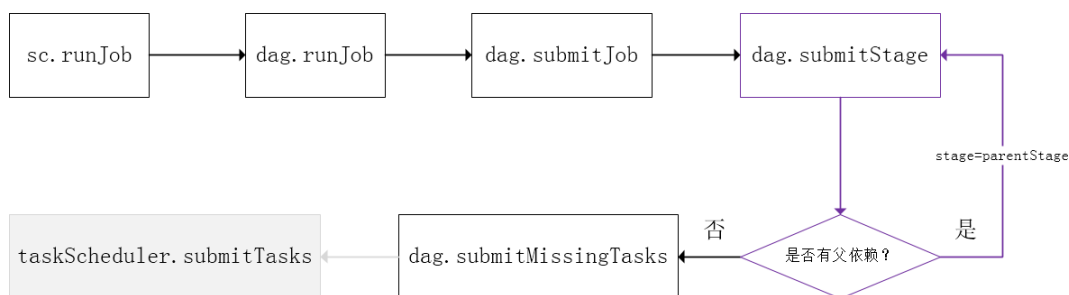 sc.runJob
dag.runJob
dag.submitJob
dag.submitStage
stage=parentStage
taskScheduler.submitTasks
dag.submitMissingTasks
否
是否有父依赖？
是